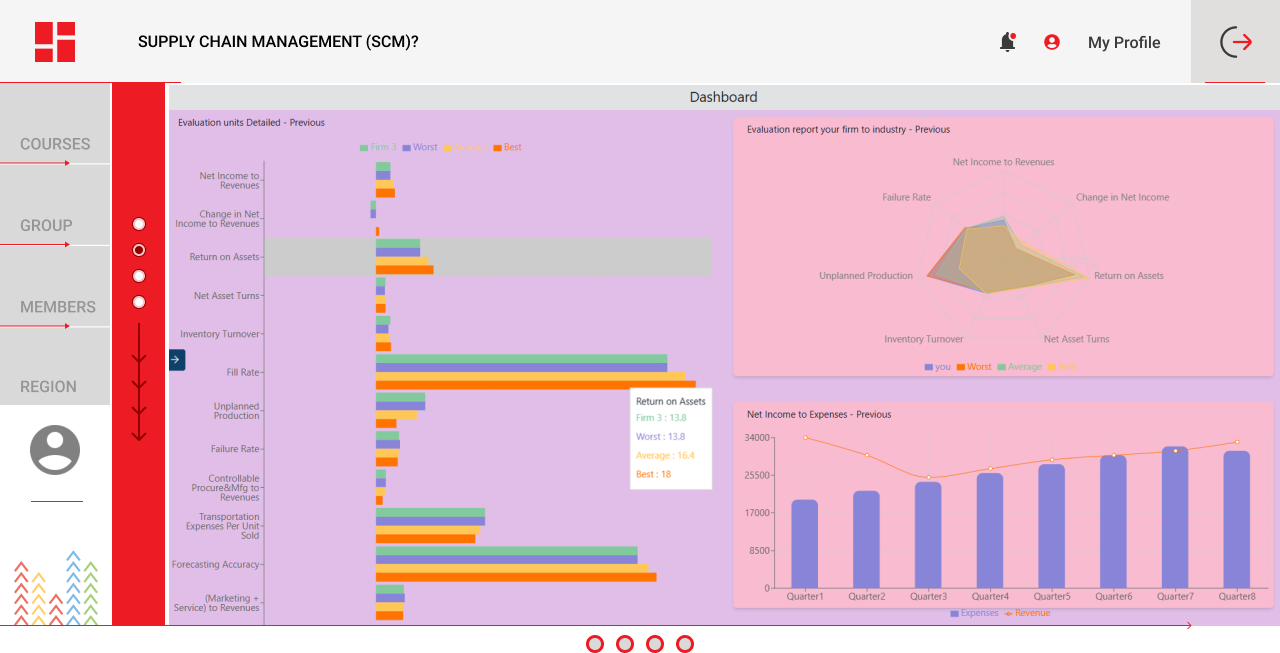 SUPPLY CHAIN MANAGEMENT (SCM)?
My Profile
COURSES
GROUP
MEMBERS
REGION
Dashboard
Evaluation units Detailed - Previous
Firm 3 Worst Average Best
Net Income to
Revenues
Change in Net
Income to Revenues
Return on Assets
Net Asset Turns
Inventory Turnover
Fill Rate
Unplanned
Production
Failure Rate
Controllable
Procure&Mfg to
Revenues
Transportation
Expenses Per Unit
Sold
Forecasting Accuracy
(Marketing +
Service) to Revenues
Return on Assets
Firm 3 : 13.8
Worst : 13.8
Average : 16.4
Best : 18
Evaluation report your firm to industry - Previous
Net Income to Revenues
Change in Net Income
Return on Assets
Net Asset Turns
Inventory Turnover
Unplanned Production
Failure Rate
you Worst Average
Net Income to Expenses - Previous
34000
25500
17000
8500
0
Quarter1 Quarter2 Quarter3 Quarter4 Quarter5 Quarter6 Quarter7 Quarter8
Expenses Revenue